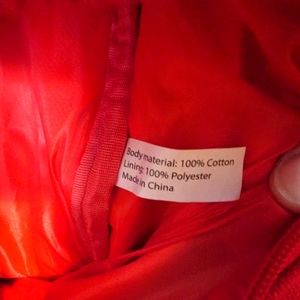 Body material: 100% Cotton
Lining: 100% Polyester
Made in China